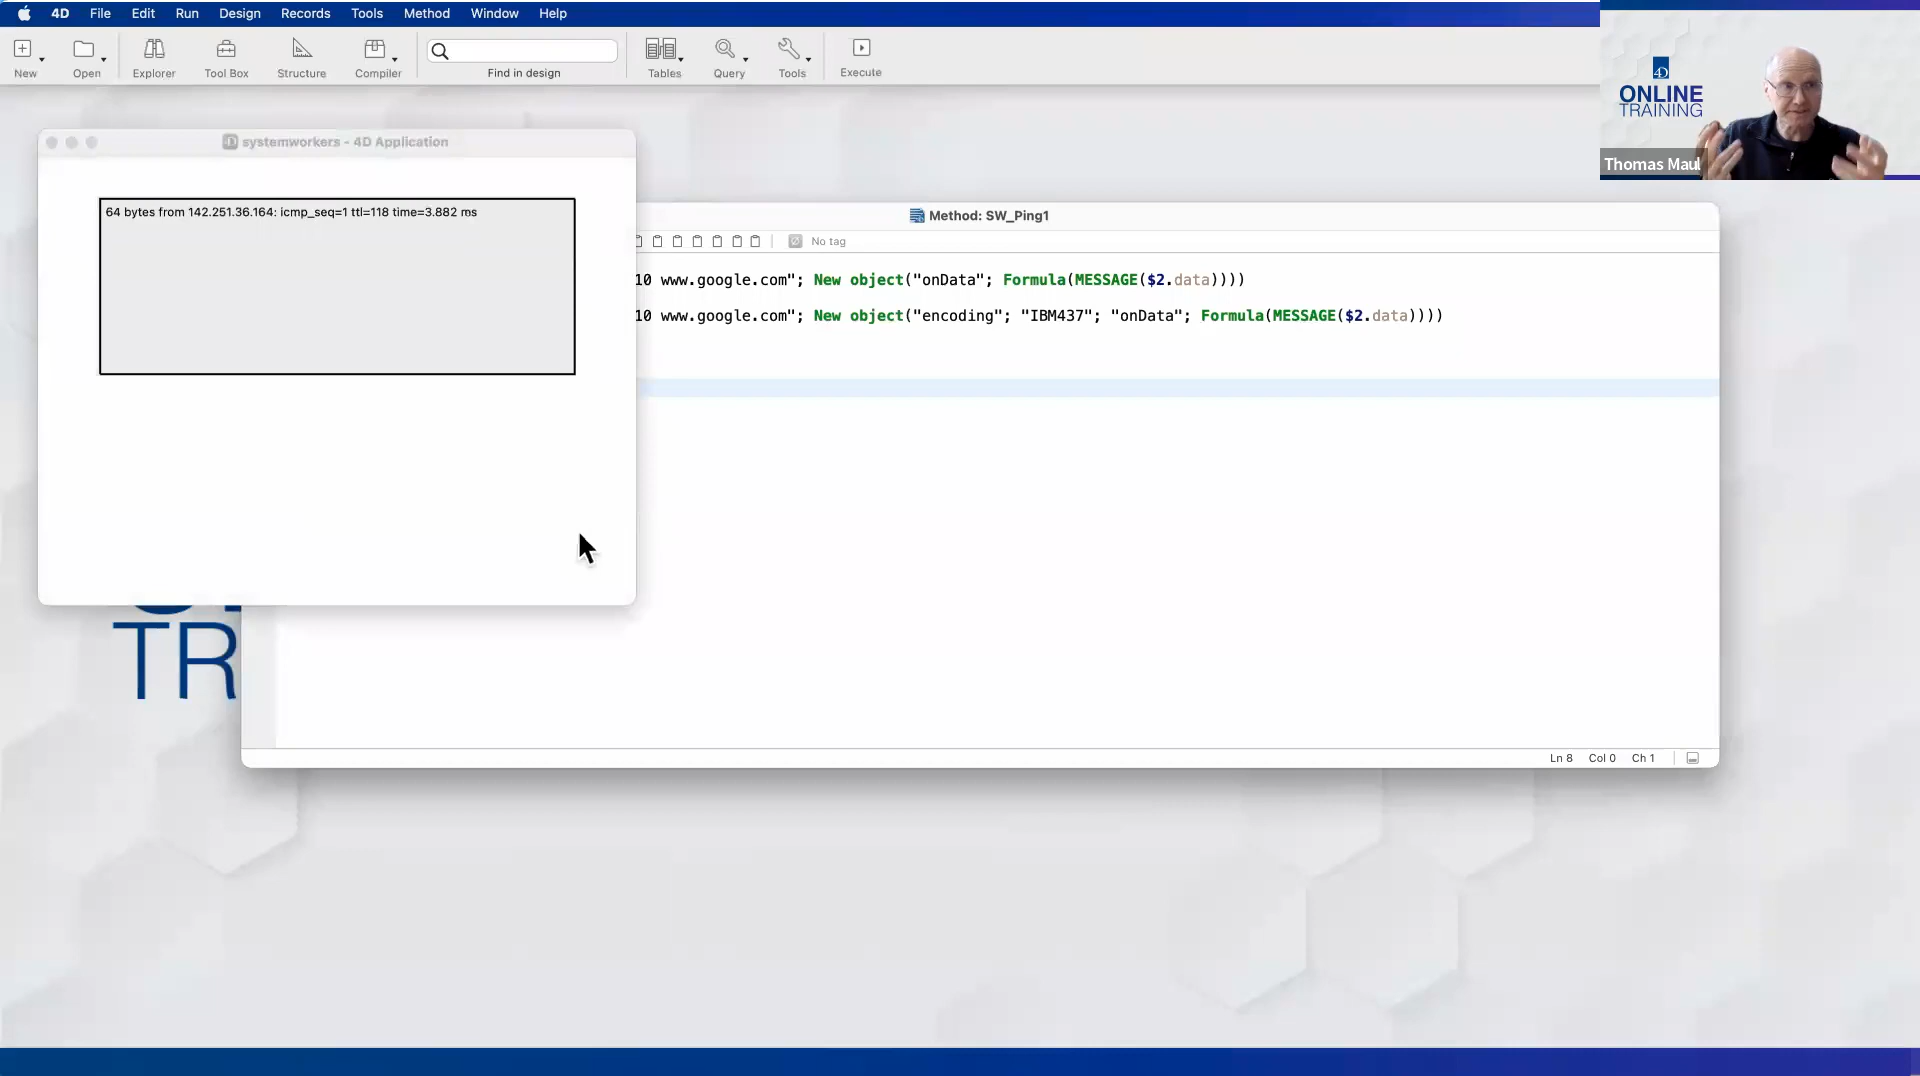 4D File Edit Run Design Records Tools Method Window Help
New Open Explorer Tool Box Structure Compiler Find in design Tables Query Tools Execute
4D
ONLINE
TRAINING
Thomas Maul
systemworkers - 4D Application
64 bytes from 142.251.36.164: icmp_seq=1 ttl=118 time=3.882 ms
Method: SW_Ping1
No tag
10 www.google.com"; New object("onData"; Formula(MESSAGE($2.data))))
10 www.google.com"; New object("encoding"; "IBM437"; "onData"; Formula(MESSAGE($2.data))))
TR
Ln 8 Col 0 Ch 1